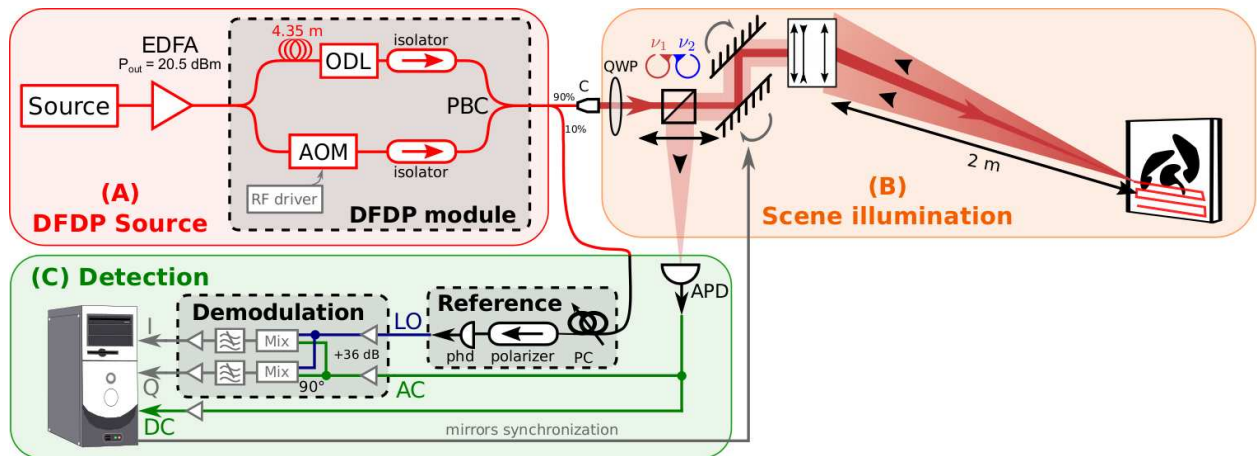 EDFA
P_out = 20.5 dBm
Source
4.35 m
ODL
isolator
AOM
isolator
RF driver
PBC
DFDP module
(A)
DFDP Source
90%
10%
C
QWP
ν₁
ν₂
2 m
(B)
Scene illumination
(C) Detection
Demodulation
I
Mix
Q
Mix
90°
+36 dB
LO
AC
DC
Reference
phd
polarizer
PC
APD
mirrors synchronization